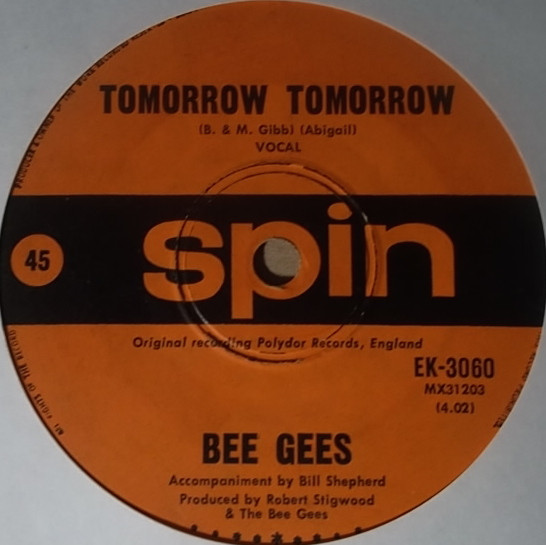 TOMORROW TOMORROW
(B. & M. Gibb) (Abigail)
VOCAL
45
spin
Original recording Polydor Records, England
EK-3060
MX31203
(4.02)
BEE GEES
Accompaniment by Bill Shepherd
Produced by Robert Stigwood
& The Bee Gees